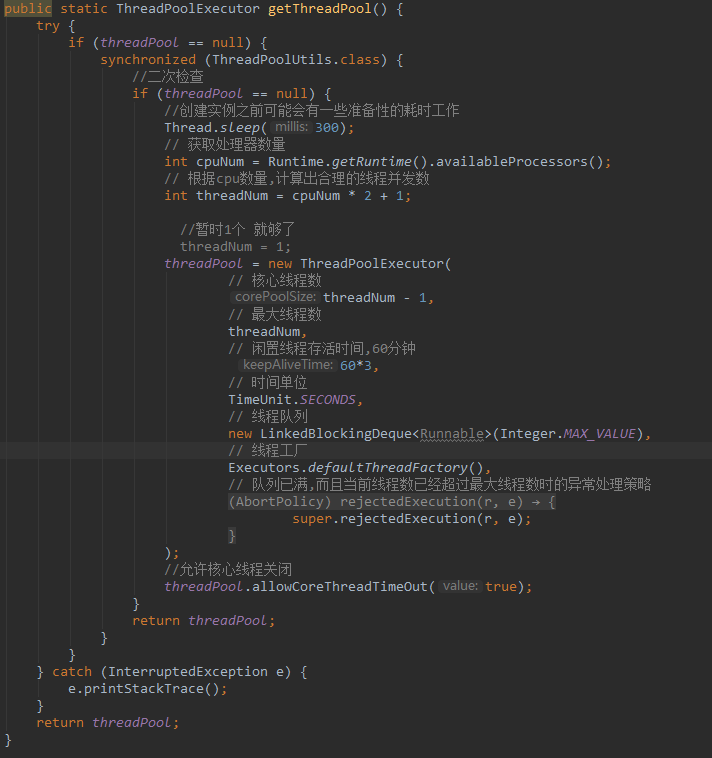 public static ThreadPoolExecutor getThreadPool() {
try {
if (threadPool == null) {
synchronized (ThreadPoolUtils.class) {
//二次检查
if (threadPool == null) {
//创建实例之前可能会有一些准备性的耗时工作
Thread.sleep( millis: 300);
// 获取处理器数量
int cpuNum = Runtime.getRuntime().availableProcessors();
// 根据cpu数量,计算出合理的线程并发数
int threadNum = cpuNum * 2 + 1;
//暂时1个 就够了
threadNum = 1;
threadPool = new ThreadPoolExecutor(
// 核心线程数
corePoolSize: threadNum - 1,
// 最大线程数
threadNum,
// 闲置线程存活时间,60分钟
keepAliveTime: 60*3,
// 时间单位
TimeUnit.SECONDS,
// 线程队列
new LinkedBlockingDeque<Runnable>(Integer.MAX_VALUE),
// 线程工厂
Executors.defaultThreadFactory(),
// 队列已满,而且当前线程数已经超过最大线程数时的异常处理策略
(AbortPolicy) rejectedExecution(r, e) → {
super.rejectedExecution(r, e);
}
);
//允许核心线程关闭
threadPool.allowCoreThreadTimeOut( value: true);
}
return threadPool;
}
}
} catch (InterruptedException e) {
e.printStackTrace();
}
return threadPool;
}